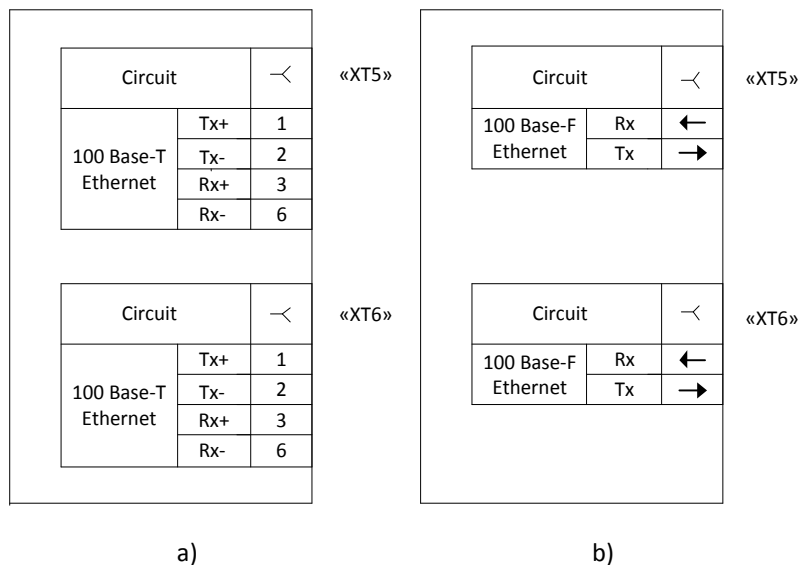 Circuit
«XT5»
100 Base-T
Ethernet
Tx+ 1
Tx- 2
Rx+ 3
Rx- 6
Circuit
«XT6»
100 Base-T
Ethernet
Tx+ 1
Tx- 2
Rx+ 3
Rx- 6
a)
Circuit
«XT5»
100 Base-F
Ethernet
Rx
Tx
Circuit
«XT6»
100 Base-F
Ethernet
Rx
Tx
b)